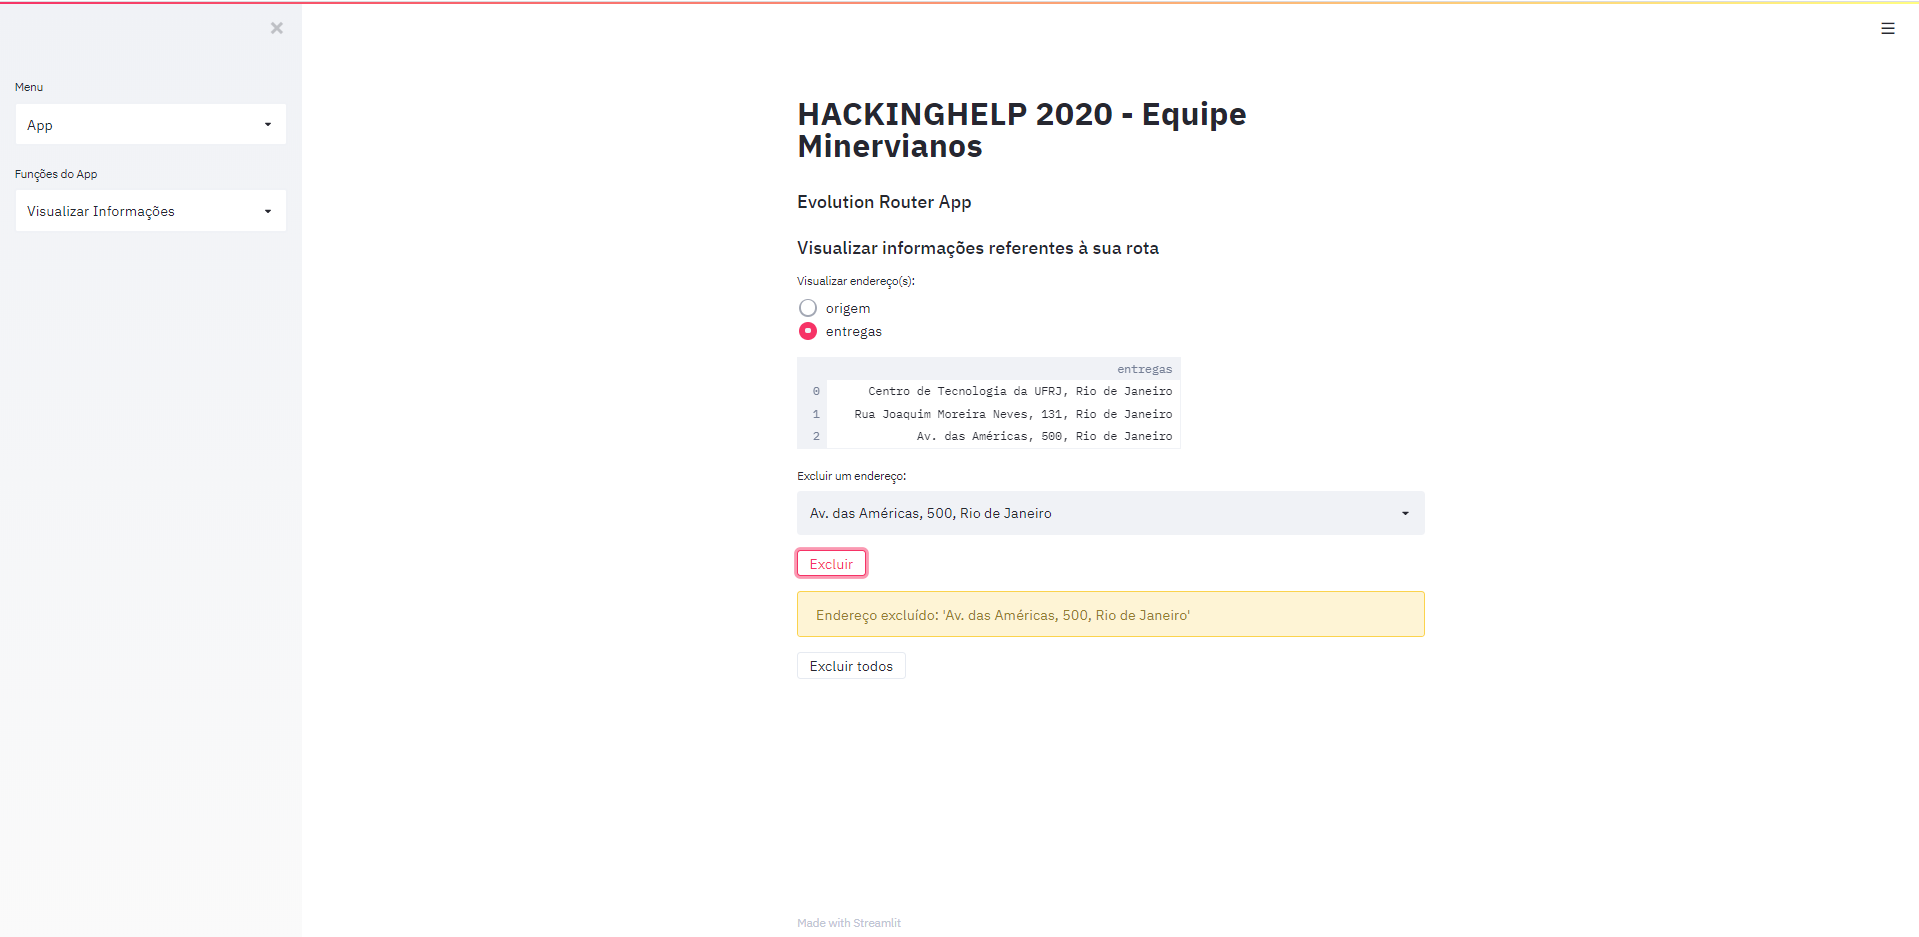 Menu
App
Funções do App
Visualizar Informações
HACKINGHELP 2020 - Equipe
Minervianos
Evolution Router App
Visualizar informações referentes à sua rota
Visualizar endereço(s):
origem
entregas
entregas
0 Centro de Tecnologia da UFRJ, Rio de Janeiro
1 Rua Joaquim Moreira Neves, 131, Rio de Janeiro
2 Av. das Américas, 500, Rio de Janeiro
Excluir um endereço:
Av. das Américas, 500, Rio de Janeiro
Excluir
Endereço excluído: 'Av. das Américas, 500, Rio de Janeiro'
Excluir todos
Made with Streamlit